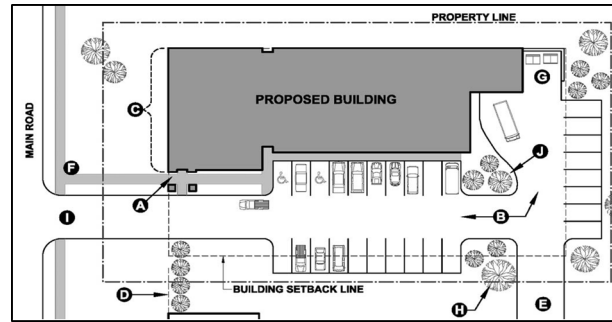 PROPERTY LINE
G
C
PROPOSED BUILDING
MAIN ROAD
J
F
A
I
B
D
BUILDING SETBACK LINE
H
E